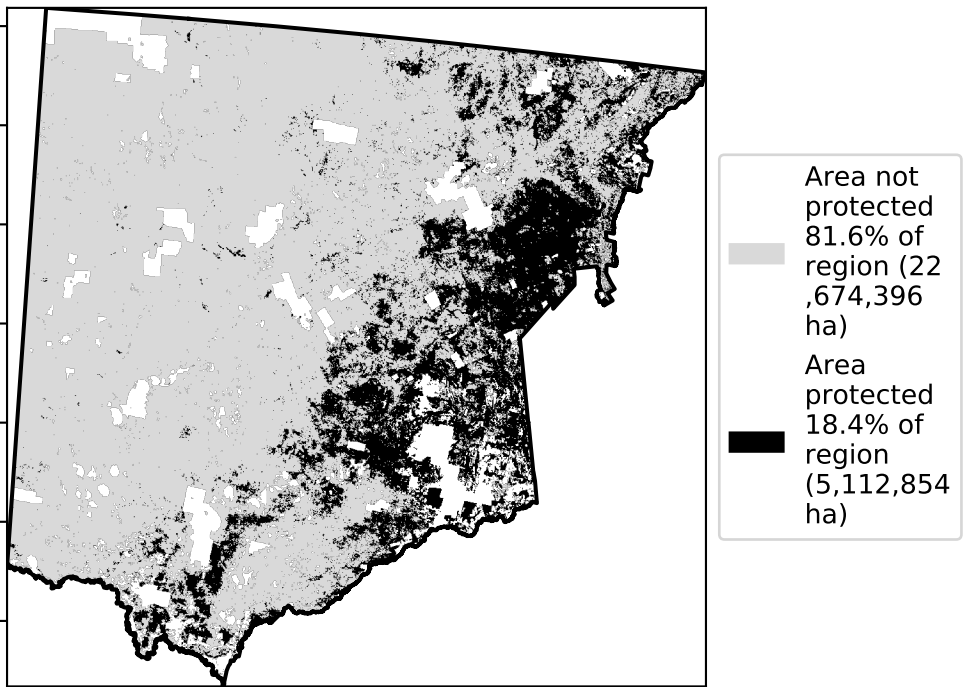 Area not
protected
81.6% of
region (22
,674,396
ha)
Area
protected
18.4% of
region
(5,112,854
ha)